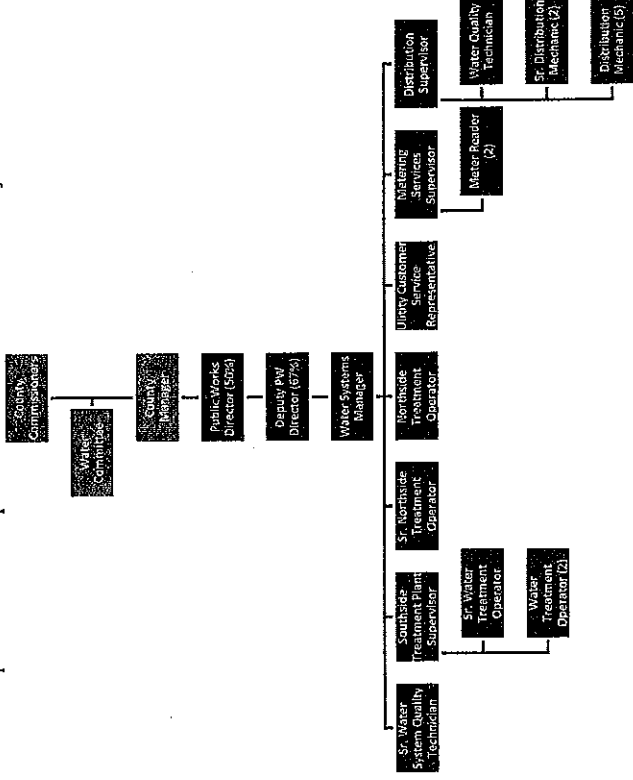 County
Commissioners
Water
Committee
County
Manager
Public Works
Director (50%)
Deputy PW
Director (67%)
Water Systems
Manager
Sr. Water
System Quality
Technician
Southside
Treatment Plant
Supervisor
Sr. Northside
Treatment
Operator
Northside
Treatment
Operator
Utility Customer
Service
Representative
Metering
Services
Supervisor
Distribution
Supervisor
Sr. Water
Treatment
Operator
Water
Treatment
Operator (2)
Meter Reader
(2)
Water Quality
Technician
Sr. Distribution
Mechanic (2)
Distribution
Mechanic (5)